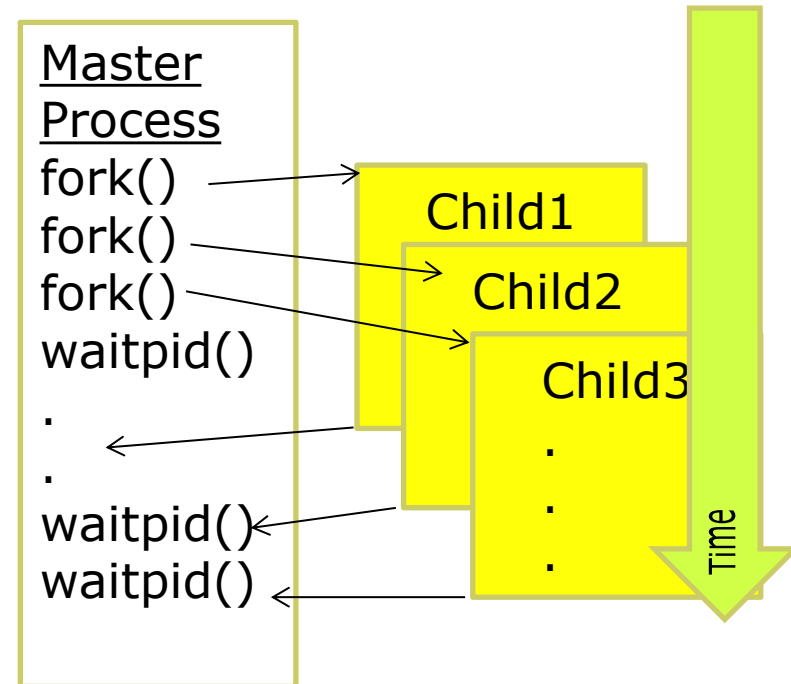 Master
Process
fork()
fork()
fork()
waitpid()
.
.
waitpid()
waitpid()
Child1
Child2
Child3
.
.
.
Time